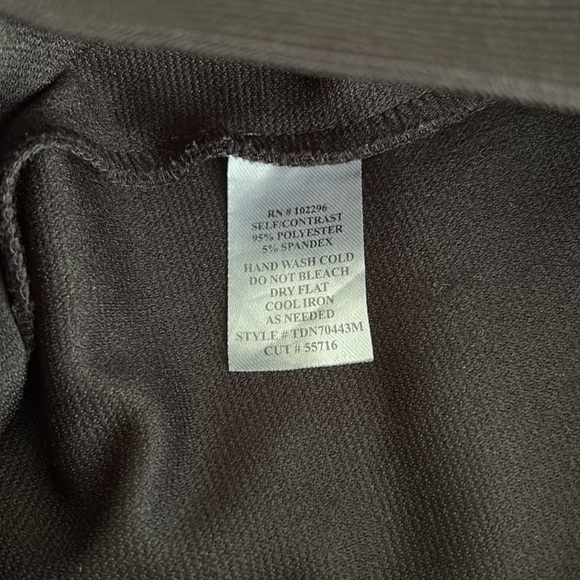 RN # 102296
SELF/CONTRAST
95% POLYESTER
5% SPANDEX
HAND WASH COLD
DO NOT BLEACH
DRY FLAT
COOL IRON
AS NEEDED
STYLE # TDN70443M
CUT # 55716